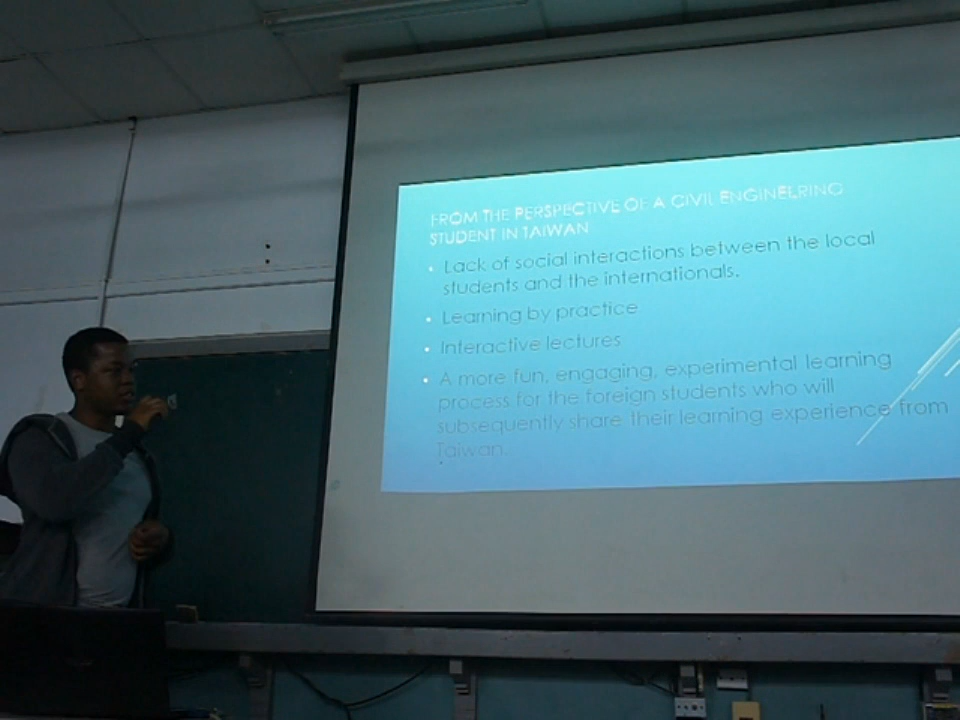 FROM THE PERSPECTIVE OF A CIVIL ENGINEERING
STUDENT IN TAIWAN
• Lack of social interactions between the local
students and the internationals.
• Learning by practice
• Interactive lectures
• A more fun, engaging, experimental learning
process for the foreign students who will
subsequently share their learning experience from
Taiwan.